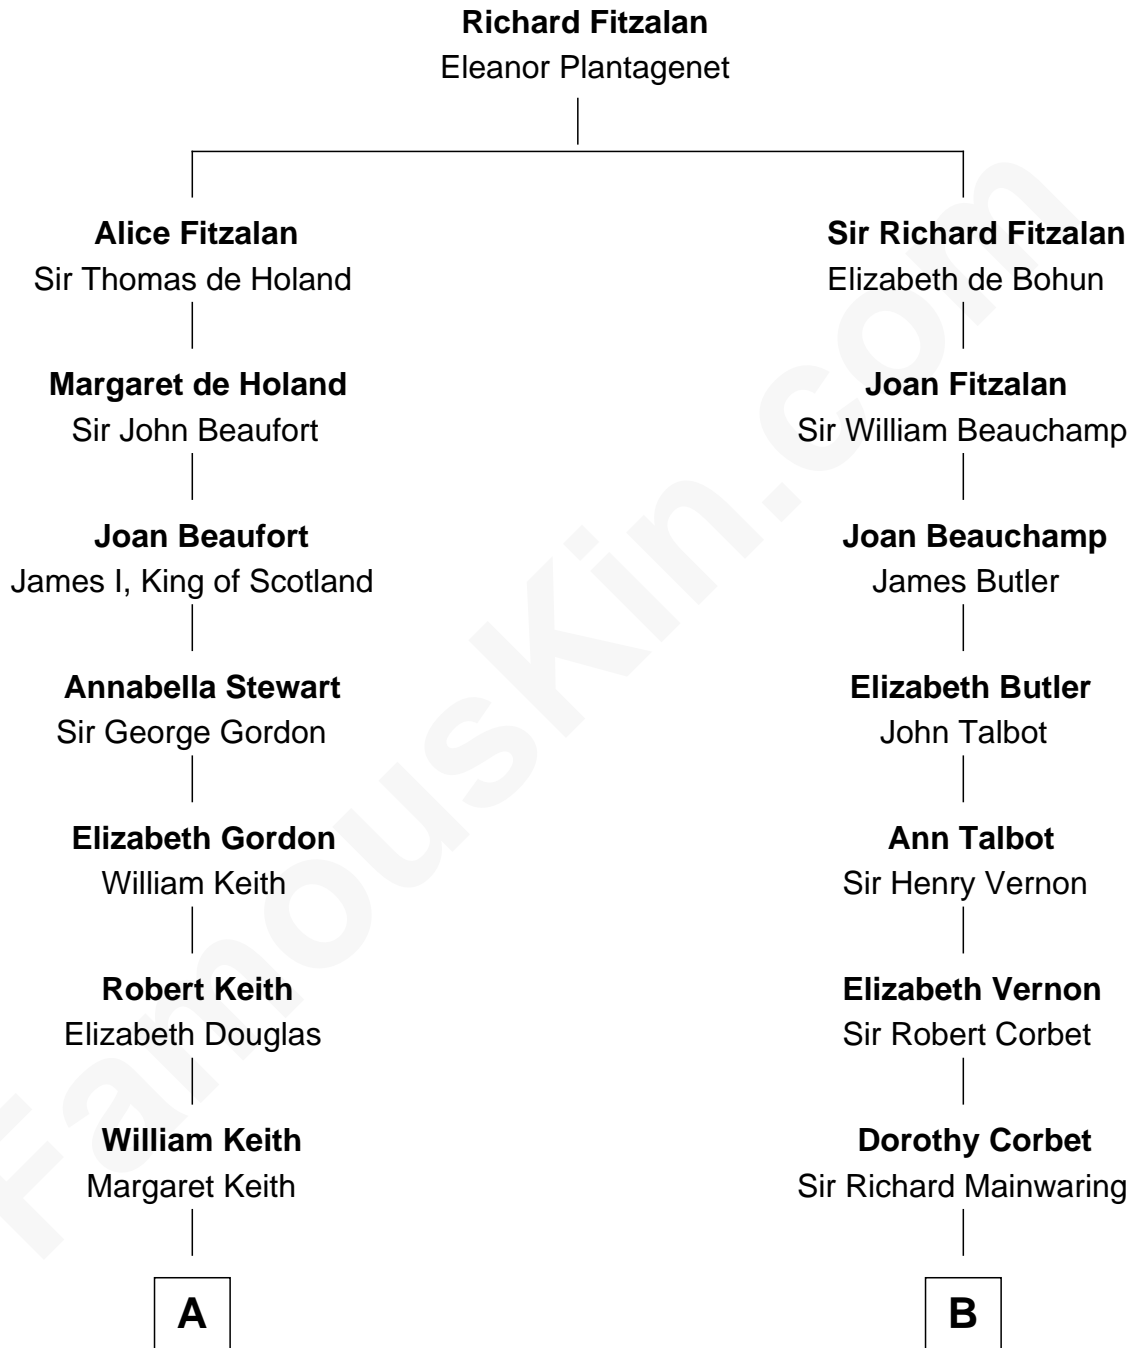 Richard Fitzalan
Eleanor Plantagenet
Alice Fitzalan
Sir Thomas de Holand
Sir Richard Fitzalan
Elizabeth de Bohun
Margaret de Holand
Sir John Beaufort
Joan Fitzalan
Sir William Beauchamp
Joan Beaufort
James I, King of Scotland
Joan Beauchamp
James Butler
Annabella Stewart
Sir George Gordon
Elizabeth Butler
John Talbot
Elizabeth Gordon
William Keith
Ann Talbot
Sir Henry Vernon
Robert Keith
Elizabeth Douglas
Elizabeth Vernon
Sir Robert Corbet
William Keith
Margaret Keith
Dorothy Corbet
Sir Richard Mainwaring
A
B
FamousKin.com